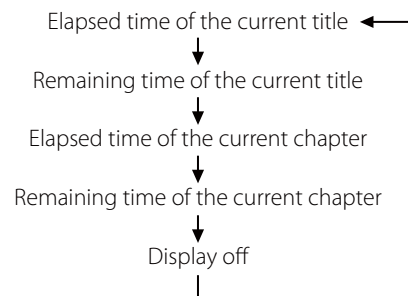 Elapsed time of the current title
Remaining time of the current title
Elapsed time of the current chapter
Remaining time of the current chapter
Display off